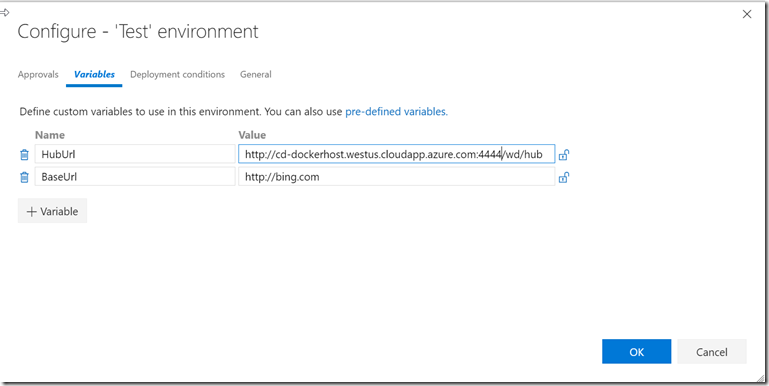 Configure - 'Test' environment
Approvals Variables Deployment conditions General
Define custom variables to use in this environment. You can also use pre-defined variables.
Name Value
HubUrl http://cd-dockerhost.westus.cloudapp.azure.com:4444/wd/hub
BaseUrl http://bing.com
+ Variable
OK Cancel